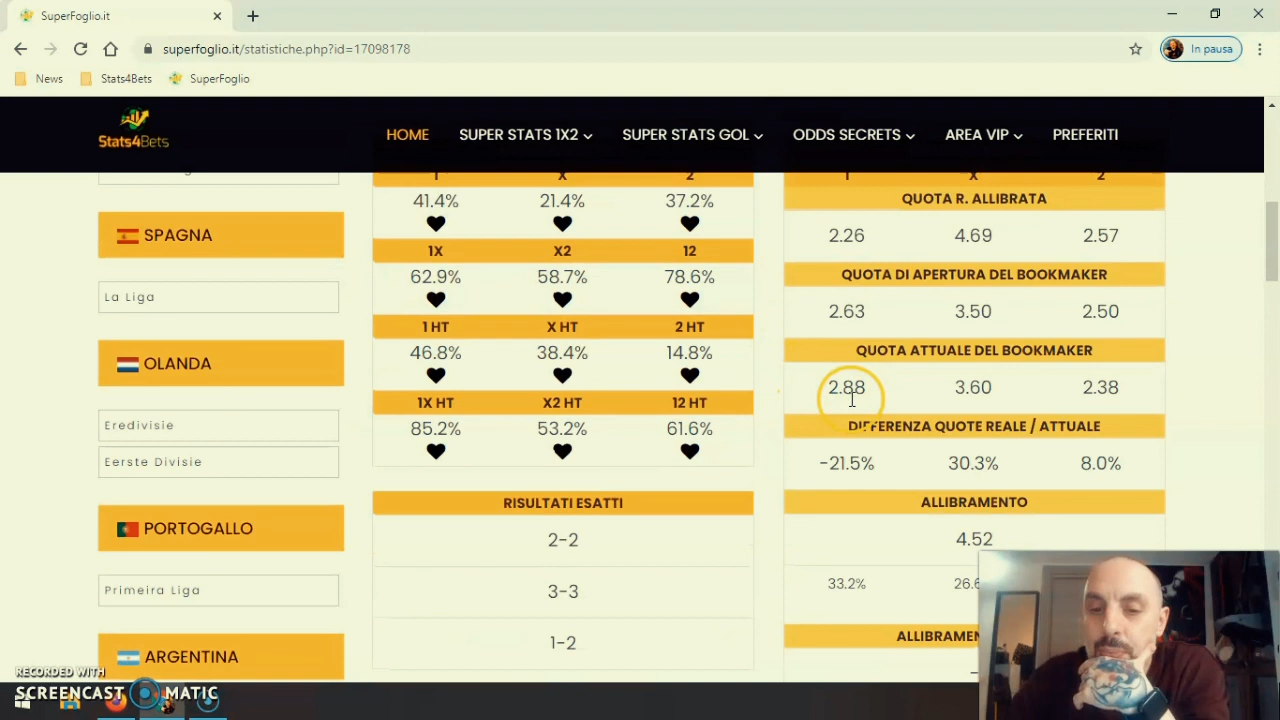 SuperFoglio.it
superfoglio.it/statistiche.php?id=17098178
In pausa
News Stats4Bets SuperFoglio
Stats4Bets
HOME SUPER STATS 1X2 SUPER STATS GOL ODDS SECRETS AREA VIP PREFERITI
SPAGNA
La Liga
OLANDA
Eredivisie
Eerste Divisie
PORTOGALLO
Primeira Liga
ARGENTINA
1 X 2
41.4% 21.4% 37.2%
1X X2 12
62.9% 58.7% 78.6%
1 HT X HT 2 HT
46.8% 38.4% 14.8%
1X HT X2 HT 12 HT
85.2% 53.2% 61.6%
RISULTATI ESATTI
2-2
3-3
1-2
1 X 2
QUOTA R. ALLIBRATA
2.26 4.69 2.57
QUOTA DI APERTURA DEL BOOKMAKER
2.63 3.50 2.50
QUOTA ATTUALE DEL BOOKMAKER
2.88 3.60 2.38
DIFFERENZA QUOTE REALE / ATTUALE
-21.5% 30.3% 8.0%
ALLIBRAMENTO
4.52
33.2% 26.6
RECORDED WITH
SCREENCAST MATIC